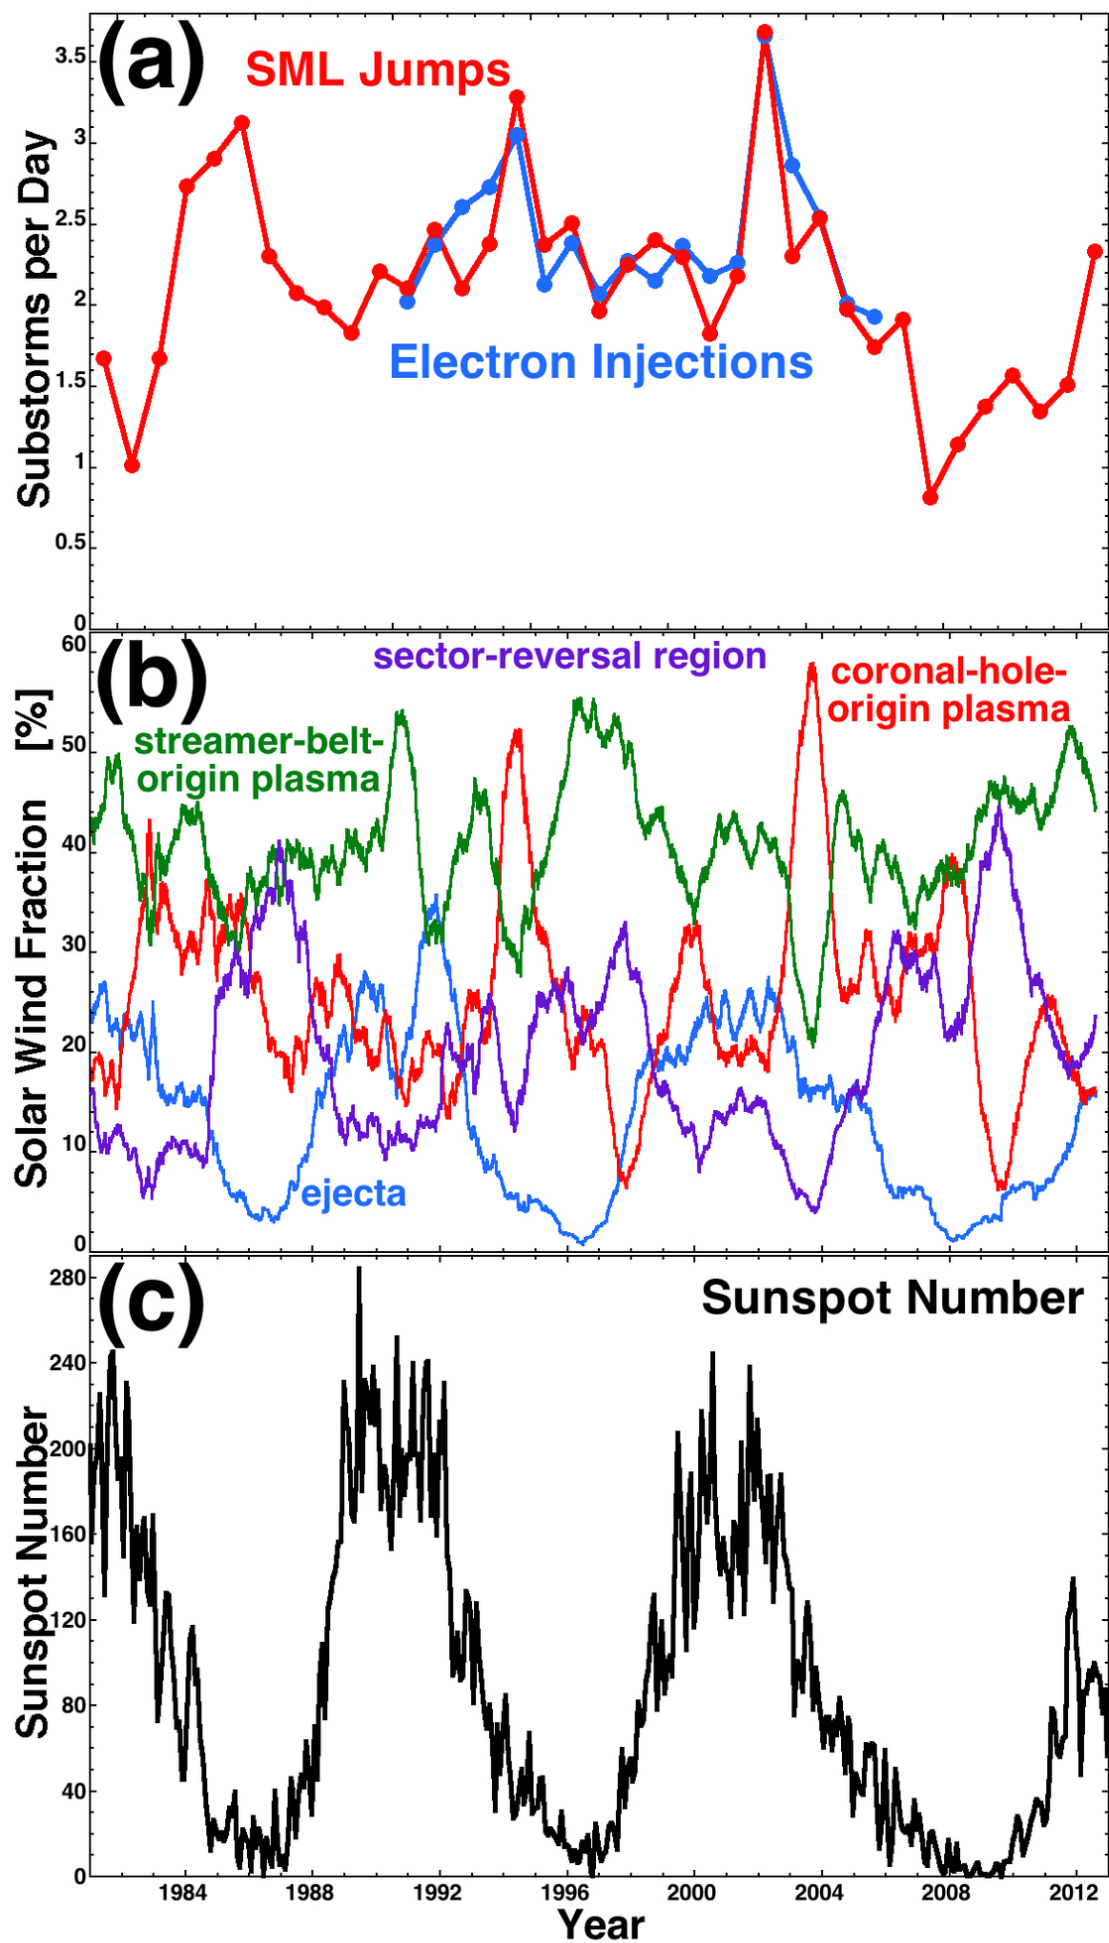 (a)
SML Jumps
Electron Injections
Substorms per Day
3.5
3
2.5
2
1.5
1
0.5
0
(b)
sector-reversal region
coronal-hole-
origin plasma
streamer-belt-
origin plasma
ejecta
Solar Wind Fraction [%]
60
50
40
30
20
10
0
(c)
Sunspot Number
Sunspot Number
280
240
200
160
120
80
40
0
1984 1988 1992 1996 2000 2004 2008 2012
Year